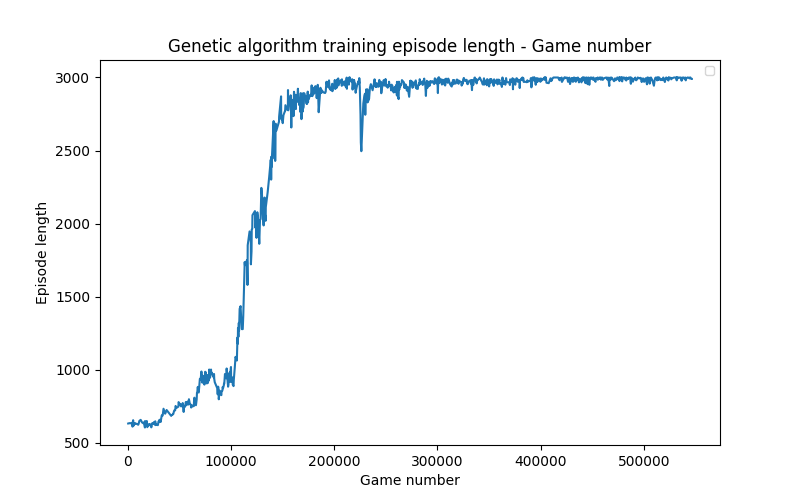 Genetic algorithm training episode length - Game number
3000
2500
2000
1500
1000
500
Episode length
0 100000 200000 300000 400000 500000
Game number